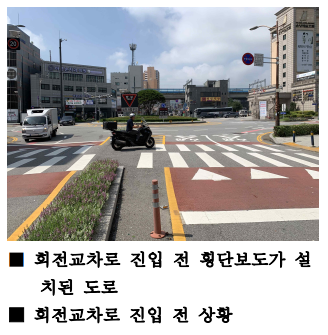 ■ 회전교차로 진입 전 횡단보도가 설
치된 도로
■ 회전교차로 진입 전 상황